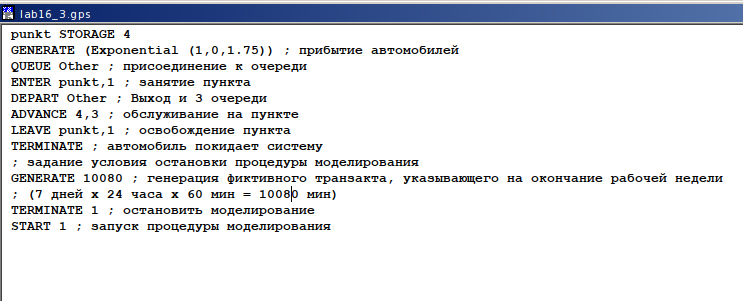 lab16_3.gps
punkt STORAGE 4
GENERATE (Exponential (1,0,1.75)) ; прибытие автомобилей
QUEUE Other ; присоединение к очереди
ENTER punkt,1 ; занятие пункта
DEPART Other ; Выход и З очереди
ADVANCE 4,3 ; обслуживание на пункте
LEAVE punkt,1 ; освобождение пункта
TERMINATE ; автомобиль покидает систему
; задание условия остановки процедуры моделирования
GENERATE 10080 ; генерация фиктивного транзакта, указывающего на окончание рабочей недели
; (7 дней x 24 часа x 60 мин = 10080 мин)
TERMINATE 1 ; остановить моделирование
START 1 ; запуск процедуры моделирования